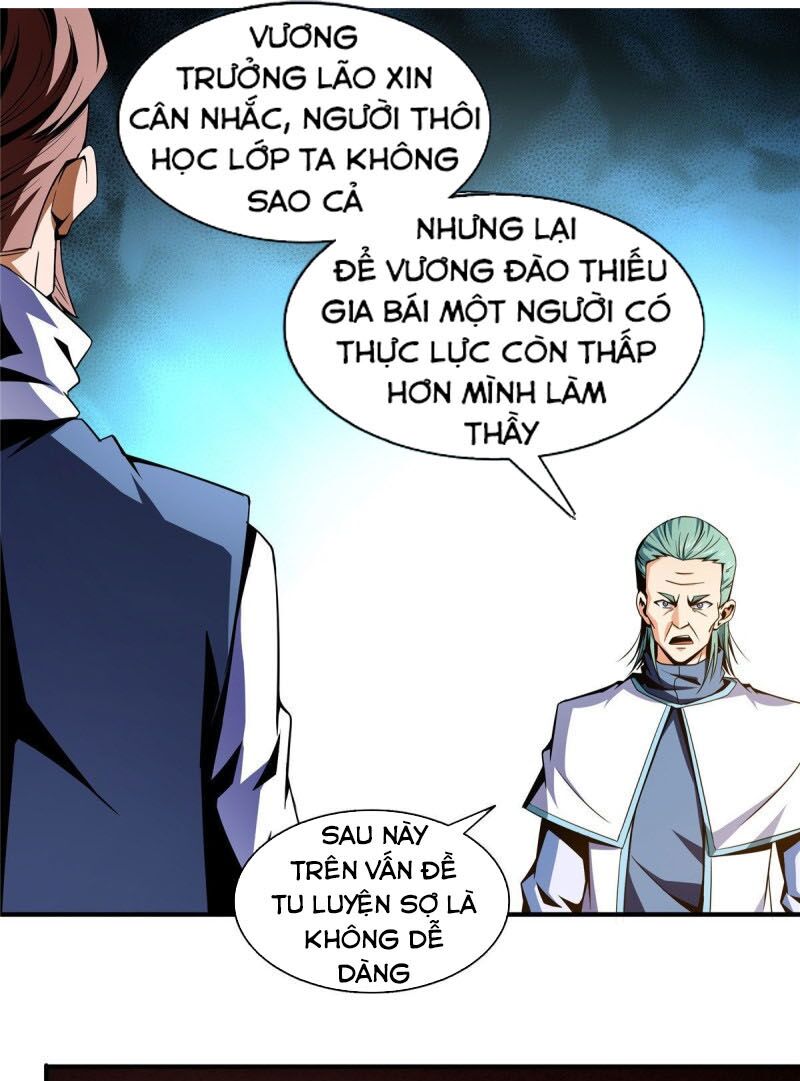 VƯƠNG
TRƯỞNG LÃO XIN
CÂN NHẮC, NGƯỜI THÔI
HỌC LỚP TA KHÔNG
SAO CẢ
NHƯNG LẠI
ĐỂ VƯƠNG ĐÀO THIẾU
GIA BÁI MỘT NGƯỜI CÓ
THỰC LỰC CÒN THẤP
HƠN MÌNH LÀM
THẦY
SAU NÀY
TRÊN VẤN ĐỀ
TU LUYỆN SỢ LÀ
KHÔNG DỄ
DÀNG